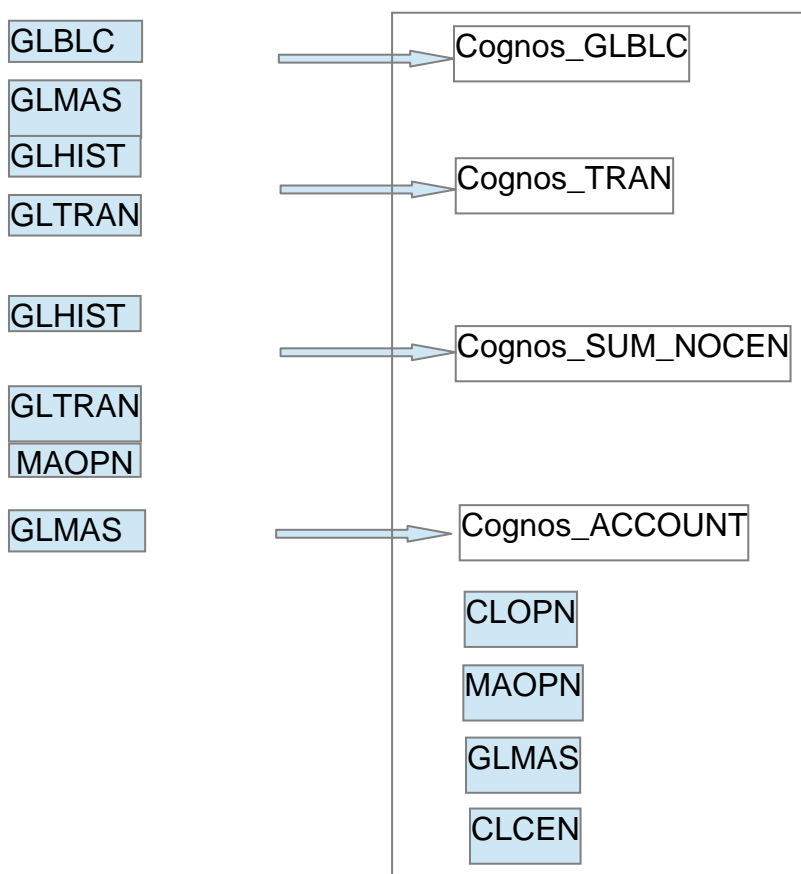 GLBLC
Cognos_GLBLC
GLMAS
GLHIST
Cognos_TRAN
GLTRAN
GLHIST
Cognos_SUM_NOCEN
GLTRAN
MAOPN
GLMAS
Cognos_ACCOUNT
CLOPN
MAOPN
GLMAS
CLCEN